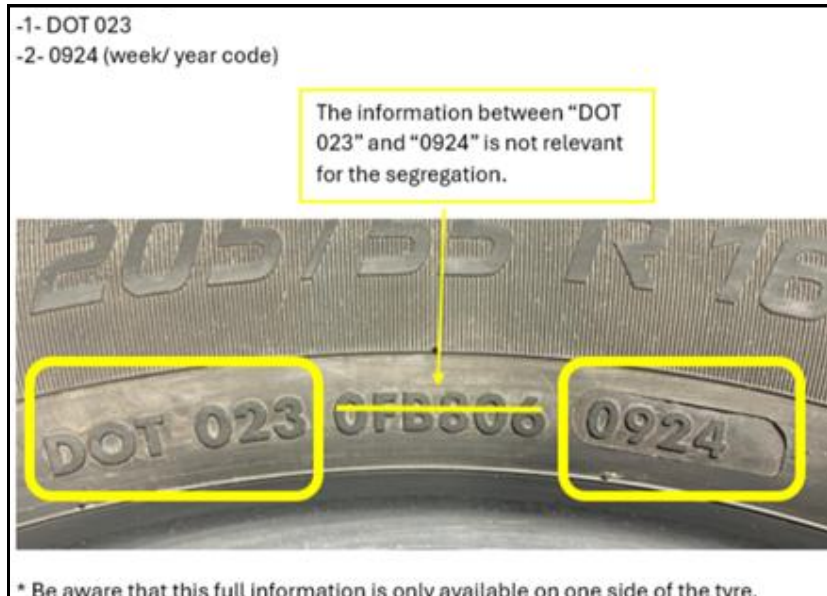 -1- DOT 023
-2- 0924 (week/ year code)
The information between “DOT
023” and “0924” is not relevant
for the segregation.
205/55 R 16
DOT 023 0FB806 0924
* Be aware that this full information is only available on one side of the tyre.